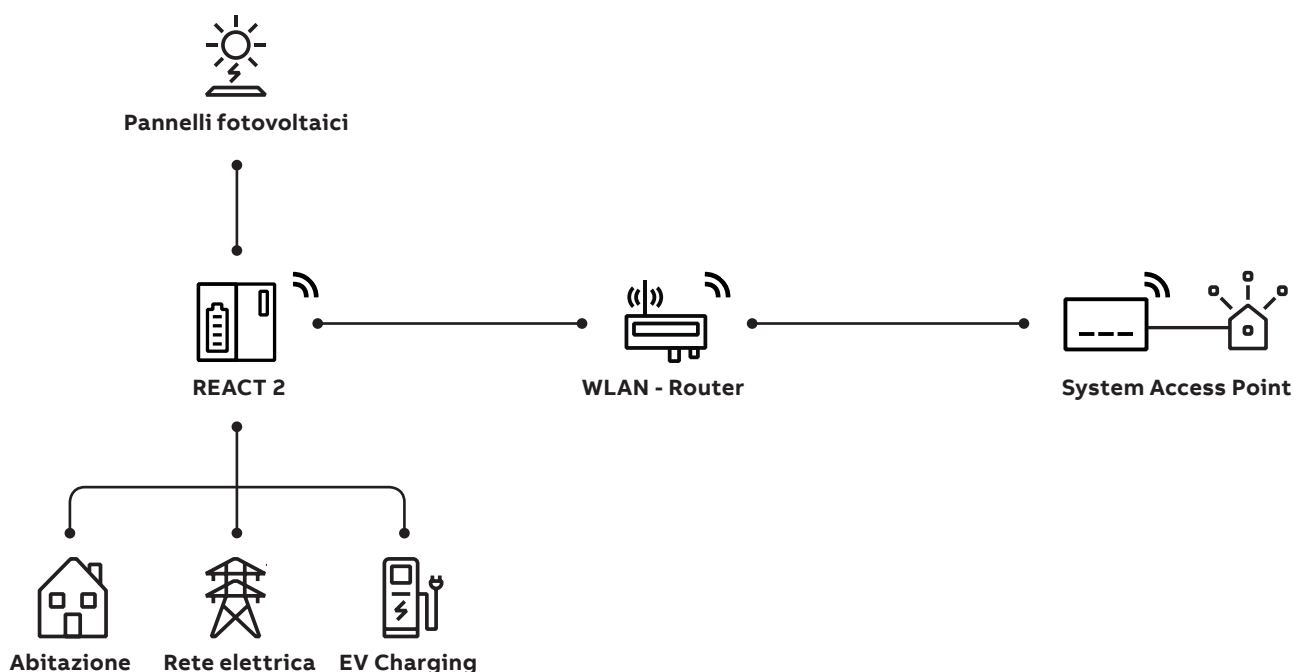 Pannelli fotovoltaici
REACT 2
WLAN - Router
System Access Point
Abitazione
Rete elettrica
EV Charging